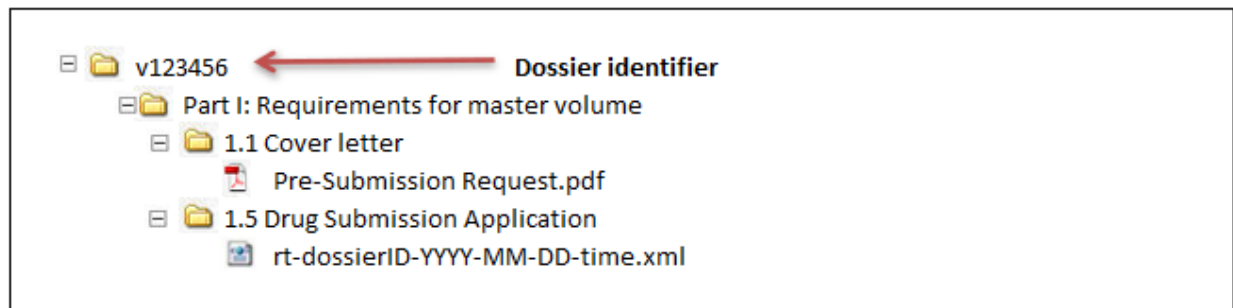 v123456 Dossier identifier
Part I: Requirements for master volume
1.1 Cover letter
Pre-Submission Request.pdf
1.5 Drug Submission Application
rt-dossierID-YYYY-MM-DD-time.xml